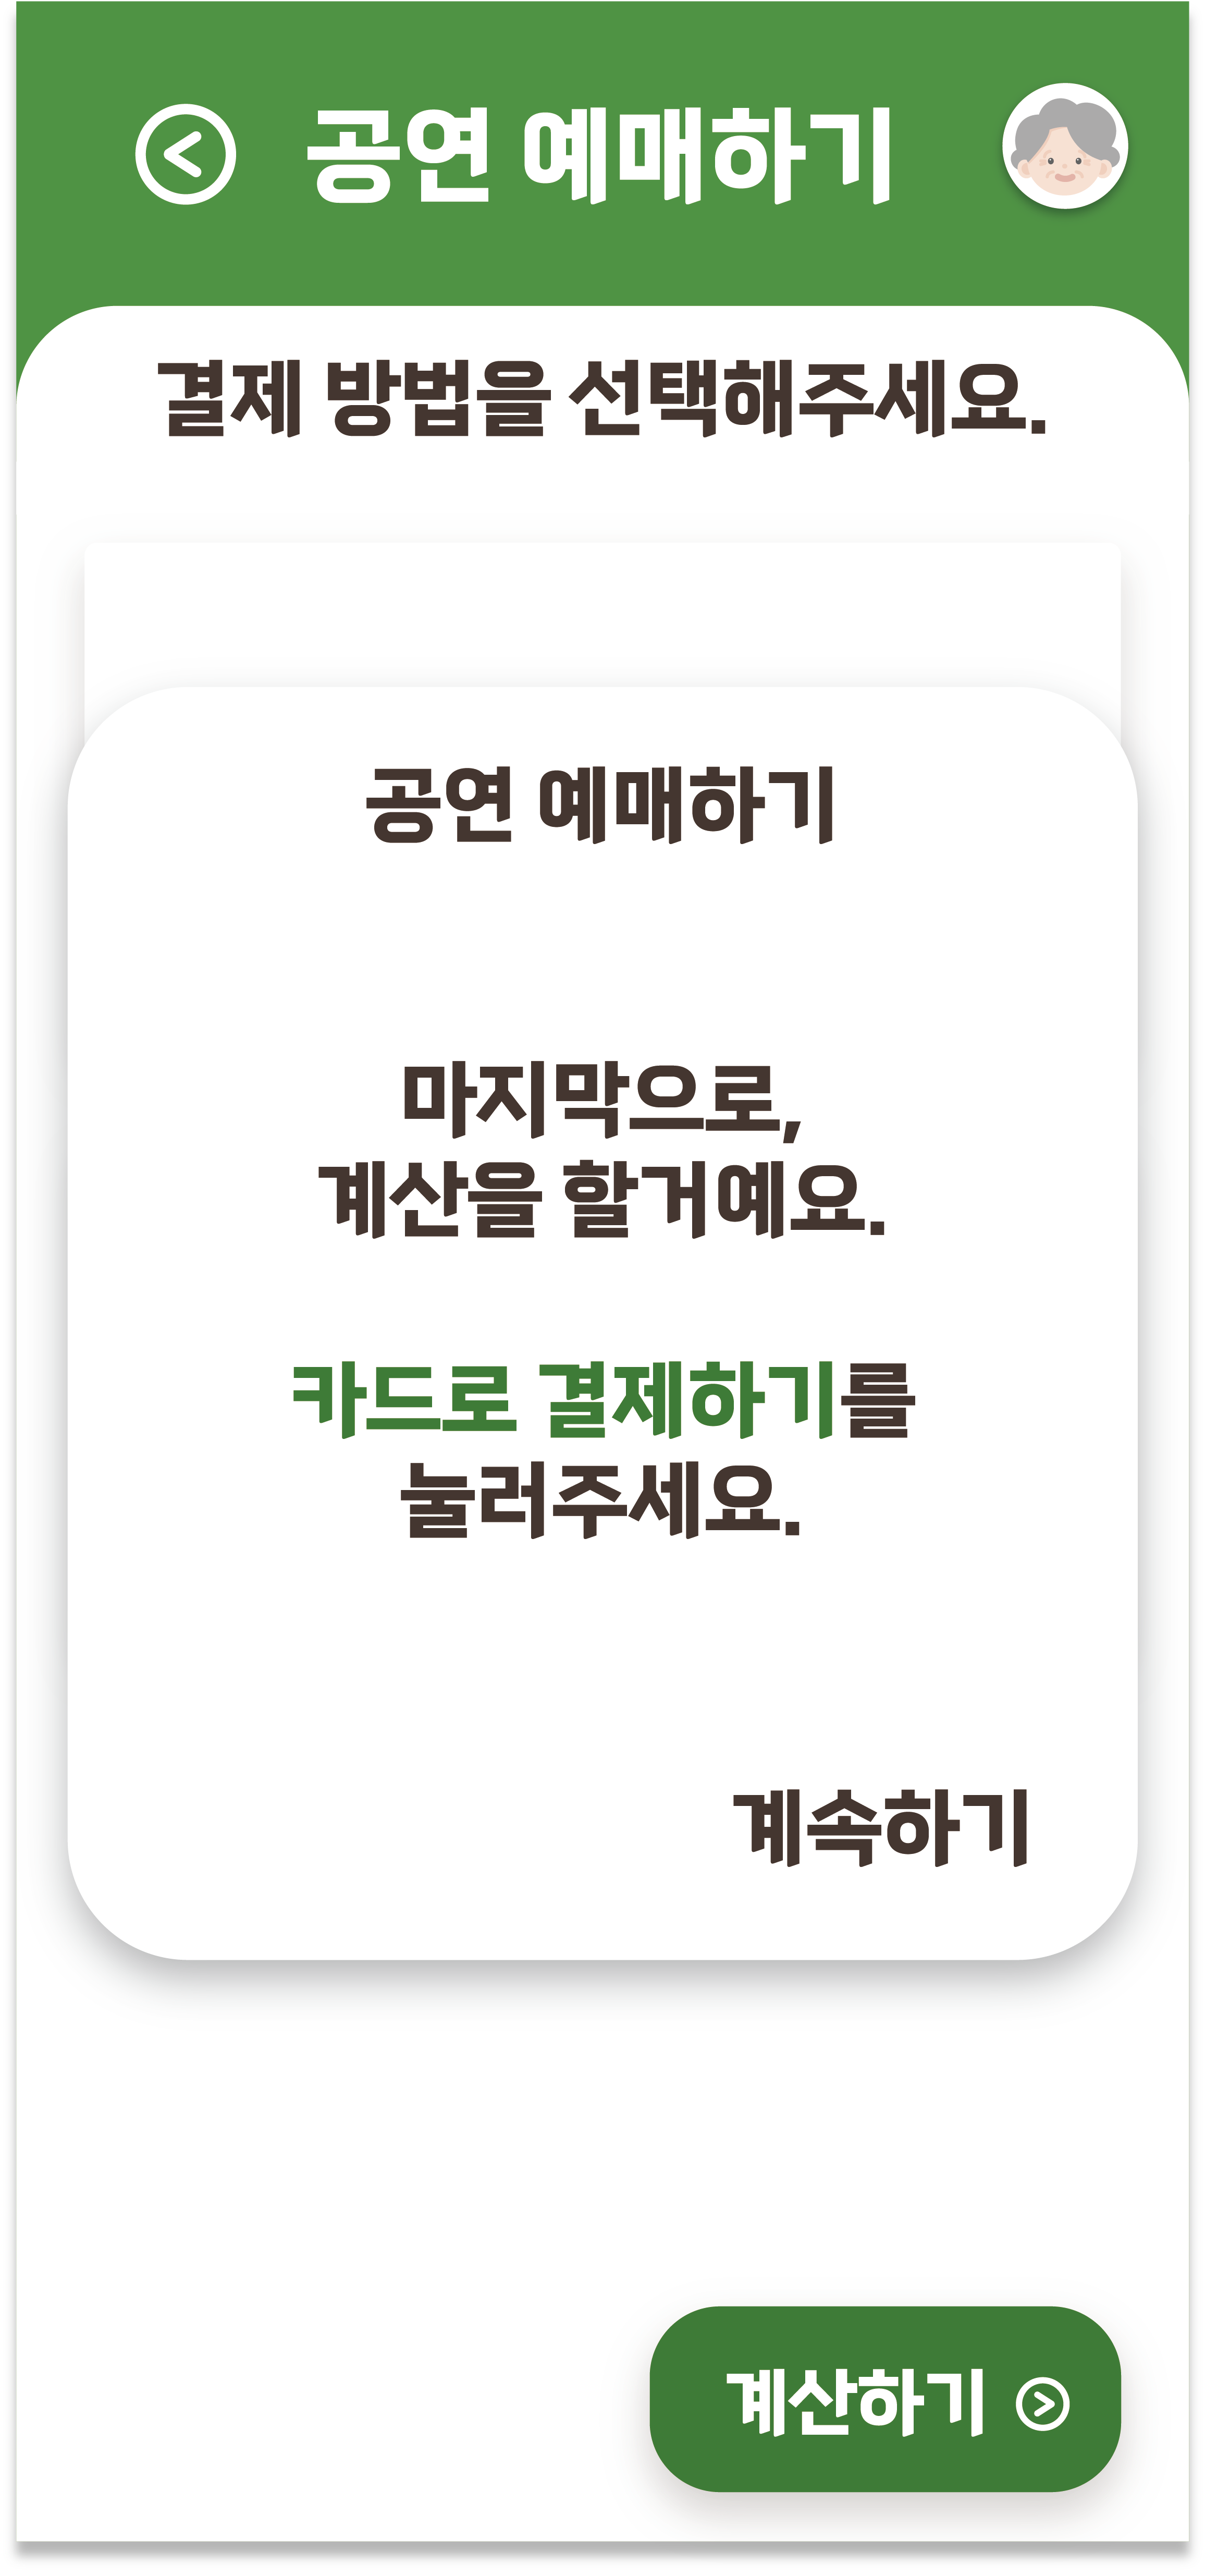 공연 예매하기
결제 방법을 선택해주세요.
공연 예매하기
마지막으로,
계산을 할거예요.
카드로 결제하기를
눌러주세요.
계속하기
계산하기